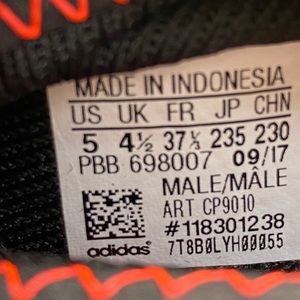 MADE IN INDONESIA
US UK FR JP CHN
5 4½ 37⅓ 235 230
PBB 698007 09/17
MALE/MÂLE
ART CP9010
#118301238
adidas® 7T8B0LYH00055